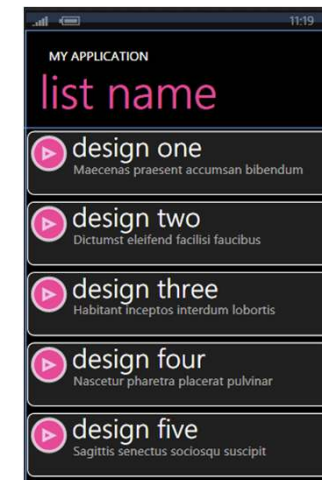 11:19
MY APPLICATION
list name
design one
Maecenas praesent accumsan bibendum
design two
Dictumst eleifend facilisi faucibus
design three
Habitant inceptos interdum lobortis
design four
Nascetur pharetra placerat pulvinar
design five
Sagittis senectus sociosqu suscipit